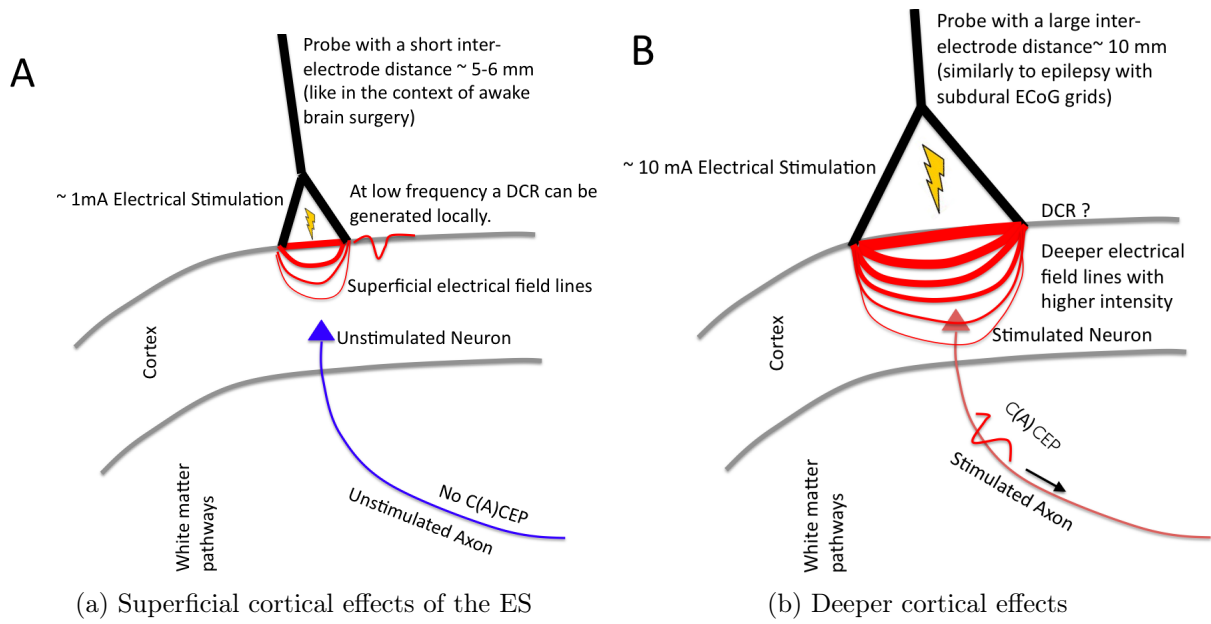 A
Probe with a short inter-
electrode distance ~ 5-6 mm
(like in the context of awake
brain surgery)
~ 1mA Electrical Stimulation
At low frequency a DCR can be
generated locally.
Superficial electrical field lines
Unstimulated Neuron
Cortex
No C(A)CEP
Unstimulated Axon
White matter
pathways
(a) Superficial cortical effects of the ES
B
Probe with a large inter-
electrode distance~ 10 mm
(similarly to epilepsy with
subdural ECoG grids)
~ 10 mA Electrical Stimulation
DCR ?
Deeper electrical
field lines with
higher intensity
Stimulated Neuron
Cortex
C(A)CEP
Stimulated Axon
White matter
pathways
(b) Deeper cortical effects